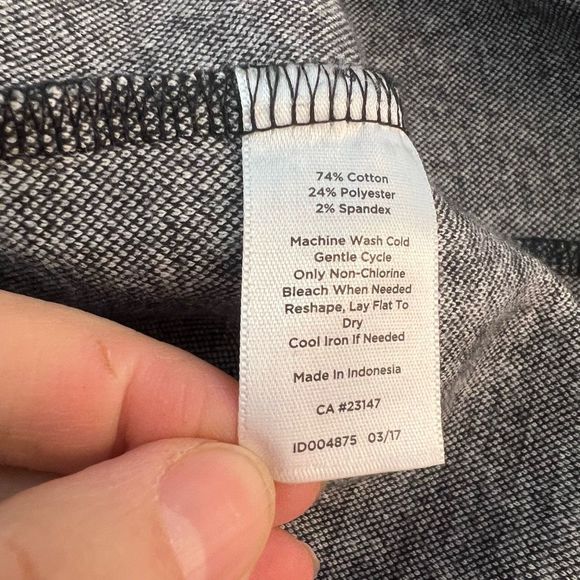 74% Cotton
24% Polyester
2% Spandex
Machine Wash Cold
Gentle Cycle
Only Non-Chlorine
Bleach When Needed
Reshape, Lay Flat To
Dry
Cool Iron If Needed
Made In Indonesia
CA #23147
ID004875 03/17